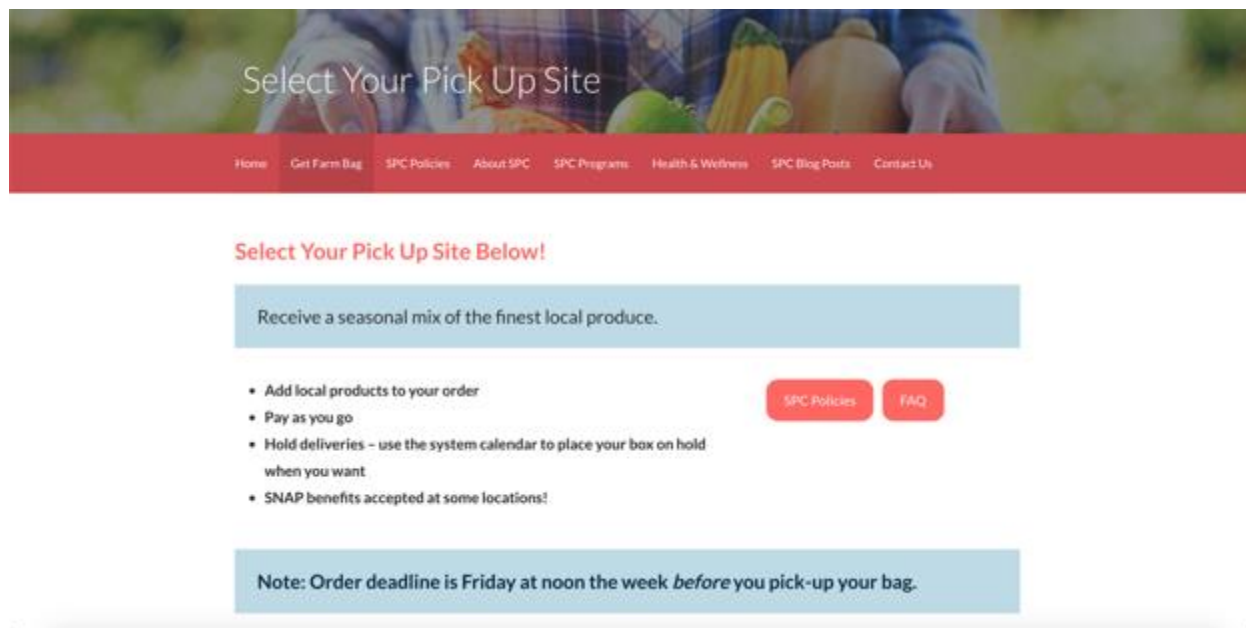 Select Your Pick Up Site
Home Get Farm Bag SPC Policies About SPC SPC Programs Health & Wellness SPC Blog Posts Contact Us
Select Your Pick Up Site Below!
Receive a seasonal mix of the finest local produce.
• Add local products to your order
• Pay as you go
• Hold deliveries – use the system calendar to place your box on hold
when you want
• SNAP benefits accepted at some locations!
SPC Policies FAQ
Note: Order deadline is Friday at noon the week before you pick-up your bag.